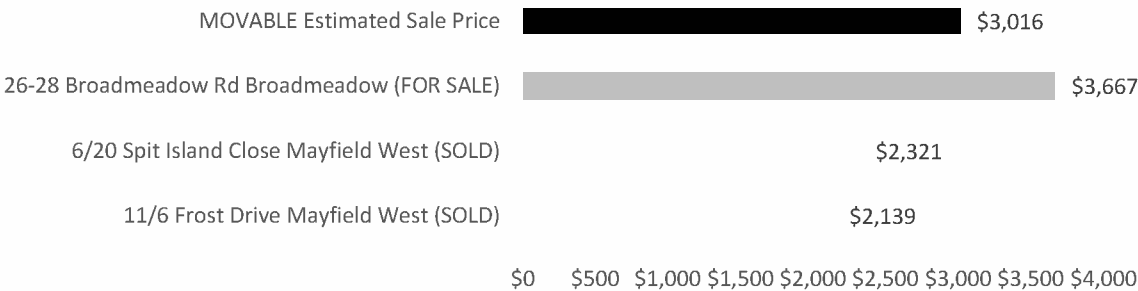 MOVABLE Estimated Sale Price $3,016
26-28 Broadmeadow Rd Broadmeadow (FOR SALE) $3,667
6/20 Spit Island Close Mayfield West (SOLD) $2,321
11/6 Frost Drive Mayfield West (SOLD) $2,139
$0 $500 $1,000 $1,500 $2,000 $2,500 $3,000 $3,500 $4,000